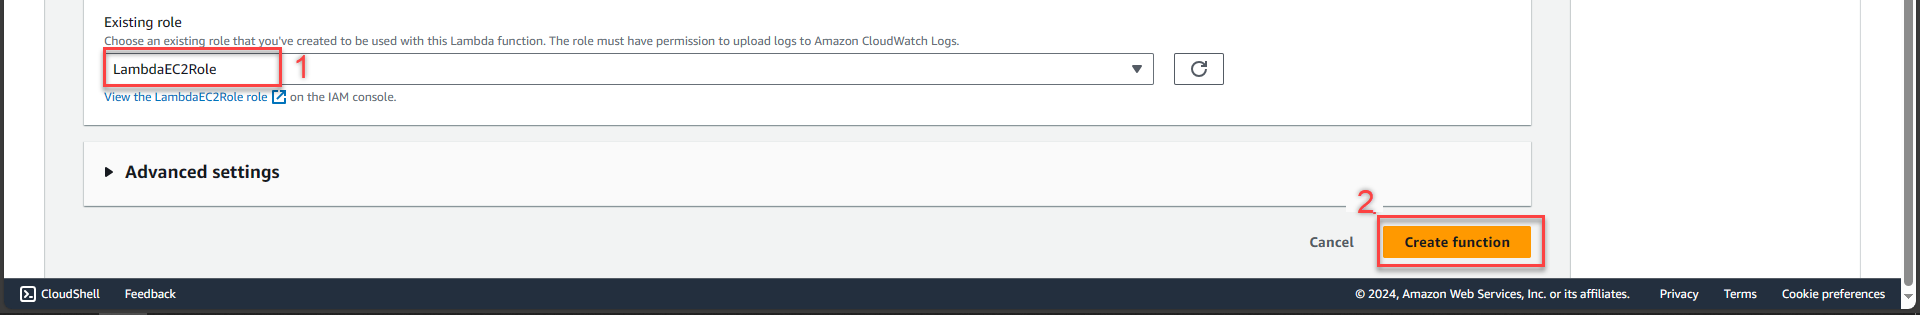 Existing role
Choose an existing role that you've created to be used with this Lambda function. The role must have permission to upload logs to Amazon CloudWatch Logs.
LambdaEC2Role 1
View the LambdaEC2Role role on the IAM console.
Advanced settings
2
Cancel Create function
CloudShell Feedback © 2024, Amazon Web Services, Inc. or its affiliates. Privacy Terms Cookie preferences